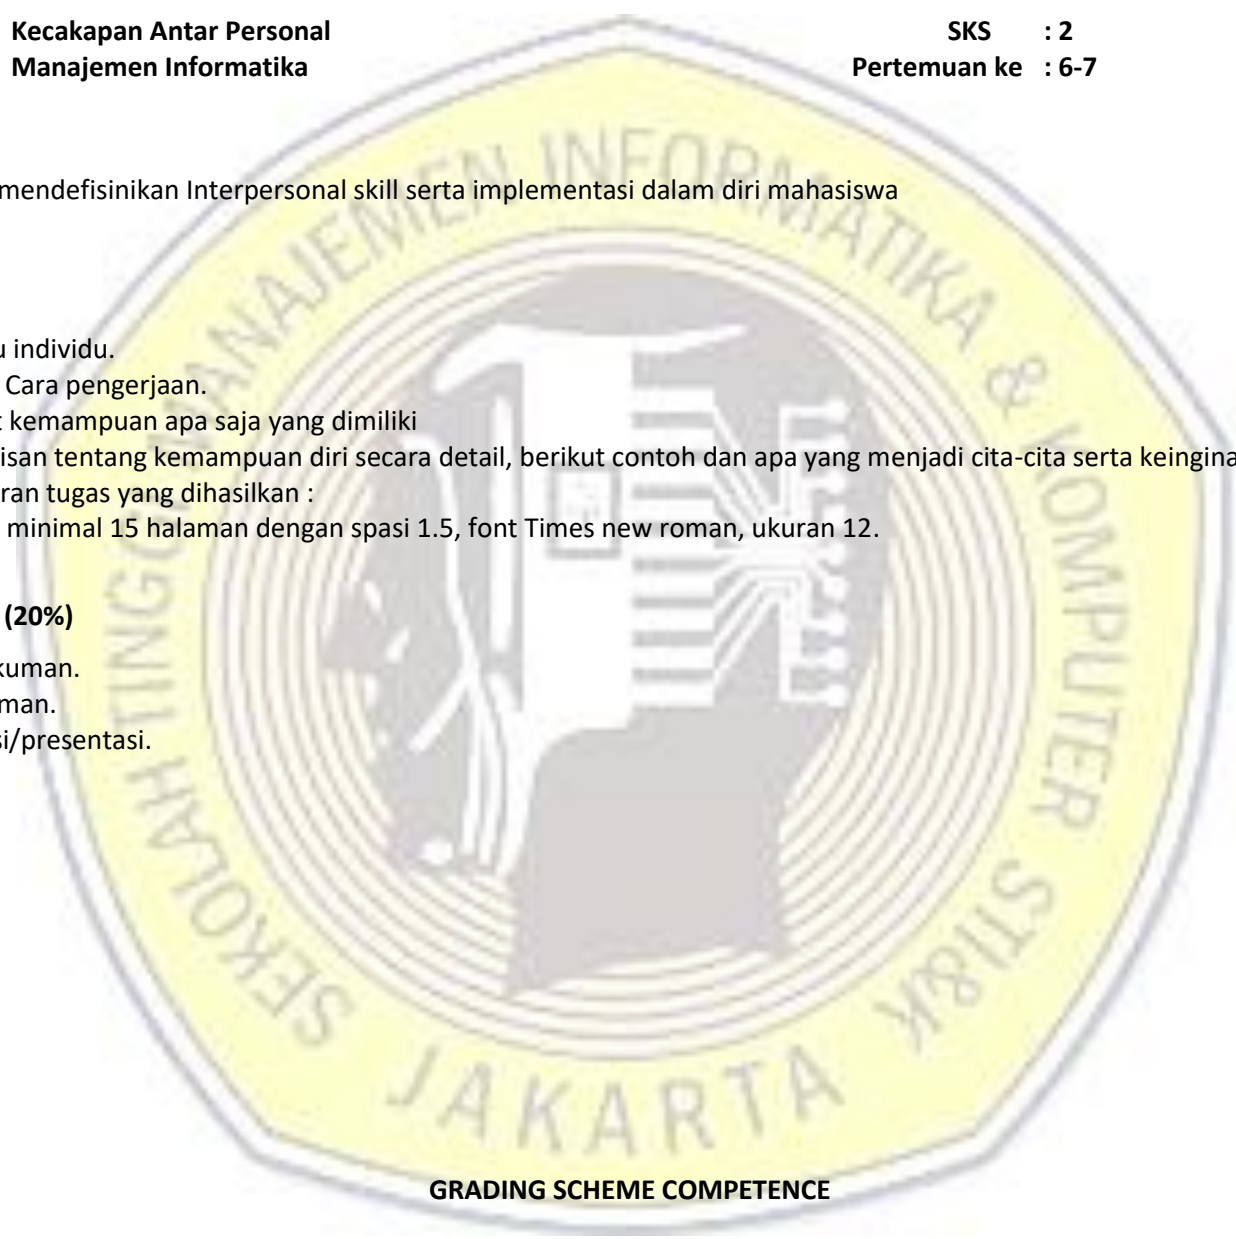 Kecakapan Antar Personal SKS : 2
Manajemen Informatika Pertemuan ke : 6-7
mendefisinikan Interpersonal skill serta implementasi dalam diri mahasiswa
u individu.
Cara pengerjaan.
t kemampuan apa saja yang dimiliki
isan tentang kemampuan diri secara detail, berikut contoh dan apa yang menjadi cita-cita serta keingina
ran tugas yang dihasilkan :
minimal 15 halaman dengan spasi 1.5, font Times new roman, ukuran 12.
(20%)
kuman.
man.
si/presentasi.
SEKOLAH TINGGI MANAJEMEN INFORMATIKA & KOMPUTER STI&K
JAKARTA
GRADING SCHEME COMPETENCE